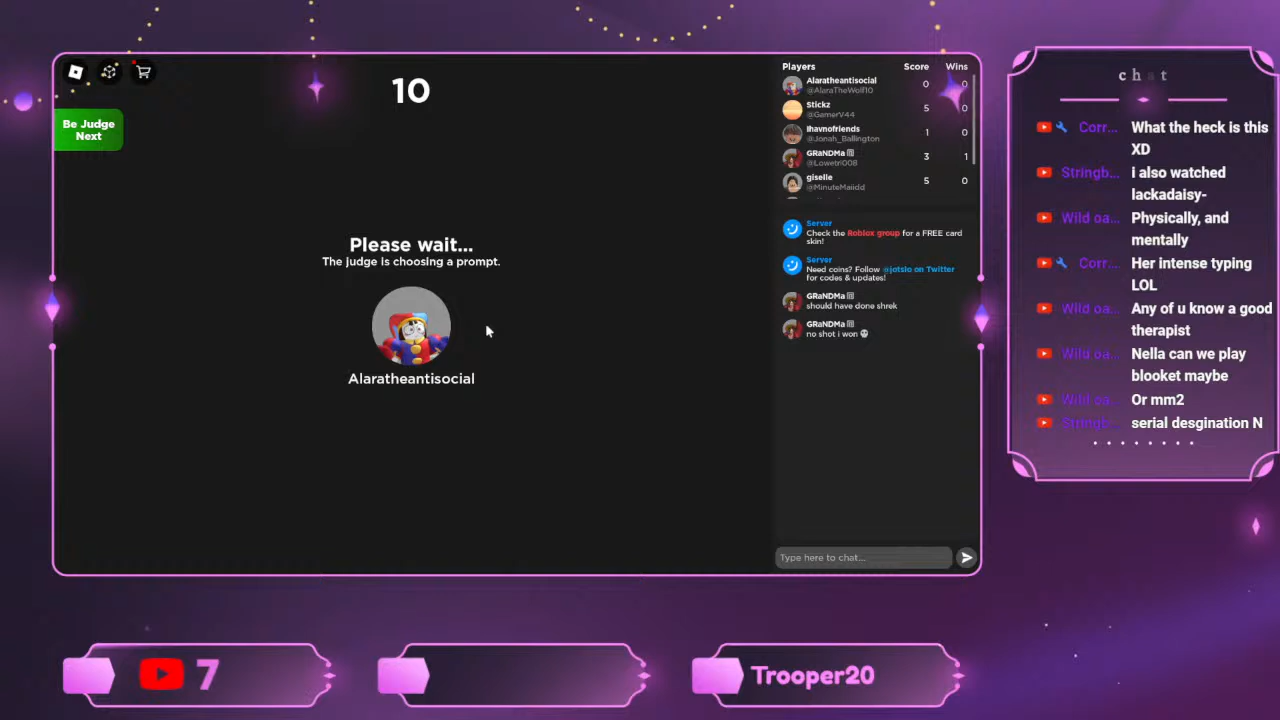 10
Be Judge
Next
Please wait...
The judge is choosing a prompt.
Alaratheantisocial
Players Score Wins
Alaratheantisocial 0 0
@AlaraTheWolf10
Stickz 5 0
@GamerV44
Ihavnofriends 1 0
@Jonah_Ballington
GRaNDMa 3 1
@Lowetri008
giselle 5 0
@MinuteMaiidd
Server
Check the Roblox group for a FREE card
skin!
Server
Need coins? Follow @jotslo on Twitter
for codes & updates!
GRaNDMa
should have done shrek
GRaNDMa
no shot i won 💀
Type here to chat...
chat
Corr... What the heck is this
XD
Stringb... i also watched
lackadaisy-
Wild oa... Physically, and
mentally
Corr... Her intense typing
LOL
Wild oa... Any of u know a good
therapist
Wild oa... Nella can we play
blooket maybe
Wild oa... Or mm2
Stringb... serial desgination N
7
Trooper20